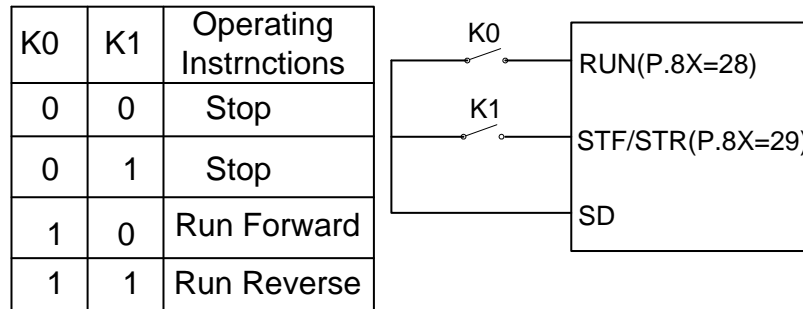 K0 K1 Operating
Instrnctions
0 0 Stop
0 1 Stop
1 0 Run Forward
1 1 Run Reverse
K0
RUN(P.8X=28)
K1
STF/STR(P.8X=29)
SD